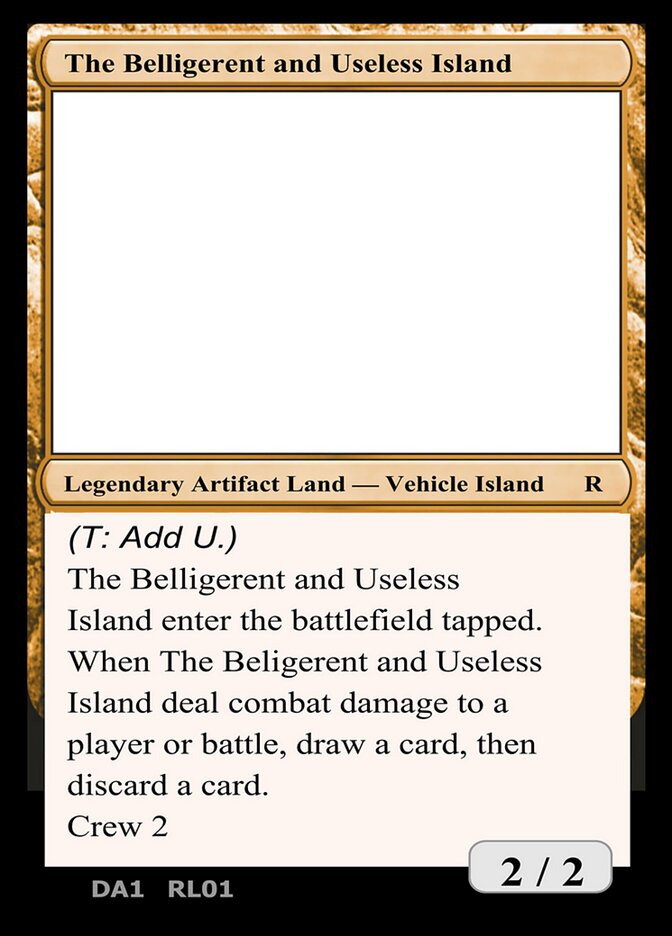 The Belligerent and Useless Island
Legendary Artifact Land — Vehicle Island R
(T: Add U.)
The Belligerent and Useless
Island enter the battlefield tapped.
When The Beligerent and Useless
Island deal combat damage to a
player or battle, draw a card, then
discard a card.
Crew 2
2 / 2
DA1 RL01